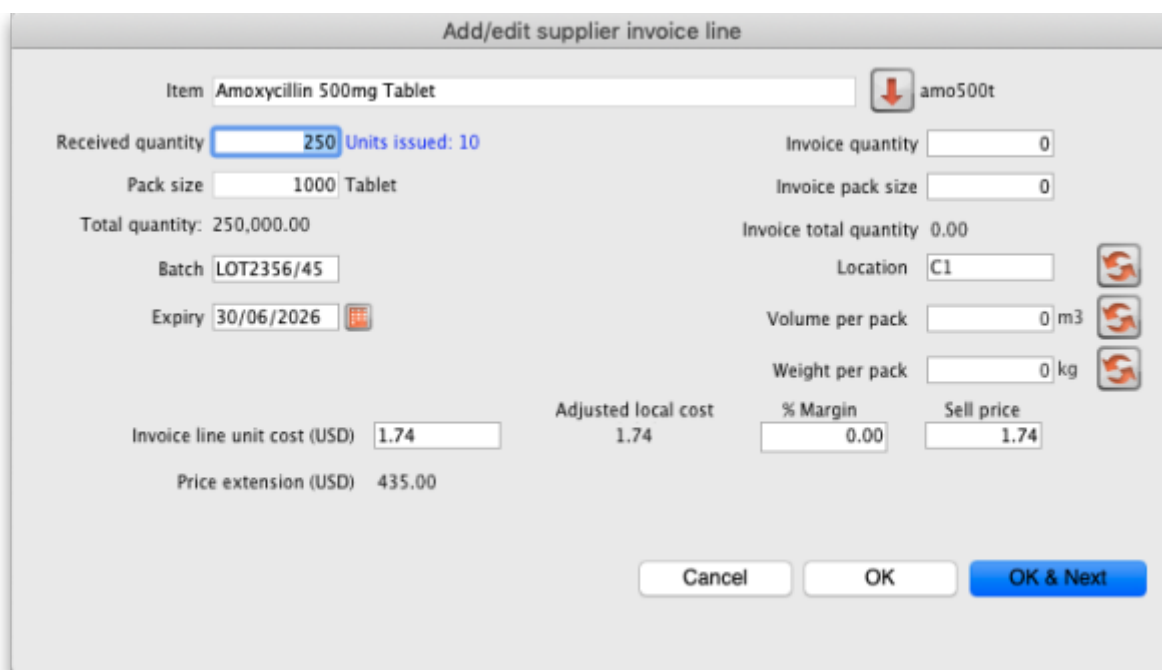 Add/edit supplier invoice line
Item Amoxycillin 500mg Tablet amo500t
Received quantity 250 Units issued: 10 Invoice quantity 0
Pack size 1000 Tablet Invoice pack size 0
Total quantity: 250,000.00 Invoice total quantity 0.00
Batch LOT2356/45 Location C1
Expiry 30/06/2026 Volume per pack 0 m3
Weight per pack 0 kg
Adjusted local cost % Margin Sell price
Invoice line unit cost (USD) 1.74 1.74 0.00 1.74
Price extension (USD) 435.00
Cancel OK OK & Next